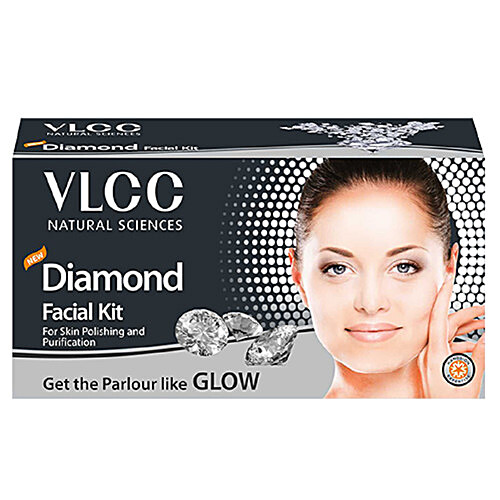 VLCC
NATURAL SCIENCES
NEW
Diamond Facial Kit
VLCC
NATURAL SCIENCES
NEW
Diamond
Facial Kit
For Skin Polishing and
Purification
Get the Parlour like GLOW